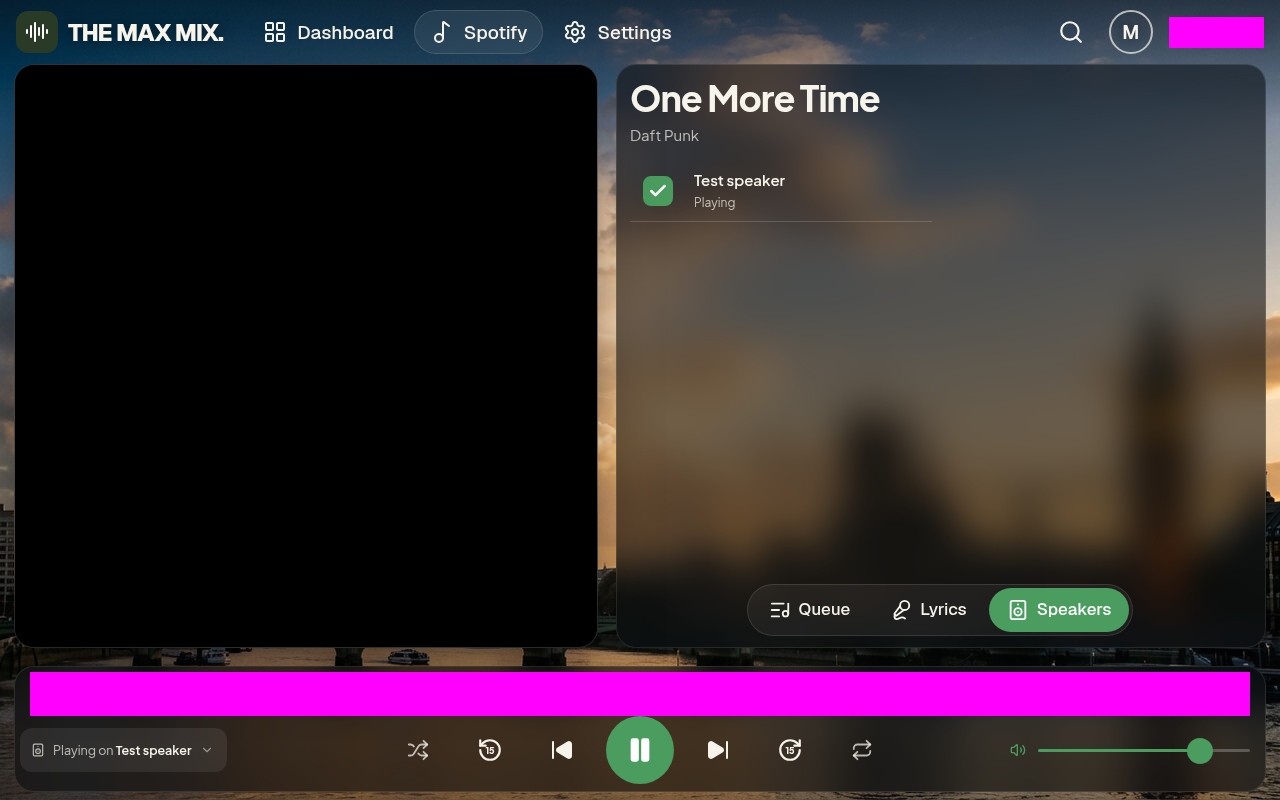 THE MAX MIX.
Dashboard
Spotify
Settings
M
One More Time
Daft Punk
Test speaker
Playing
Queue
Lyrics
Speakers
Playing on Test speaker
15
15